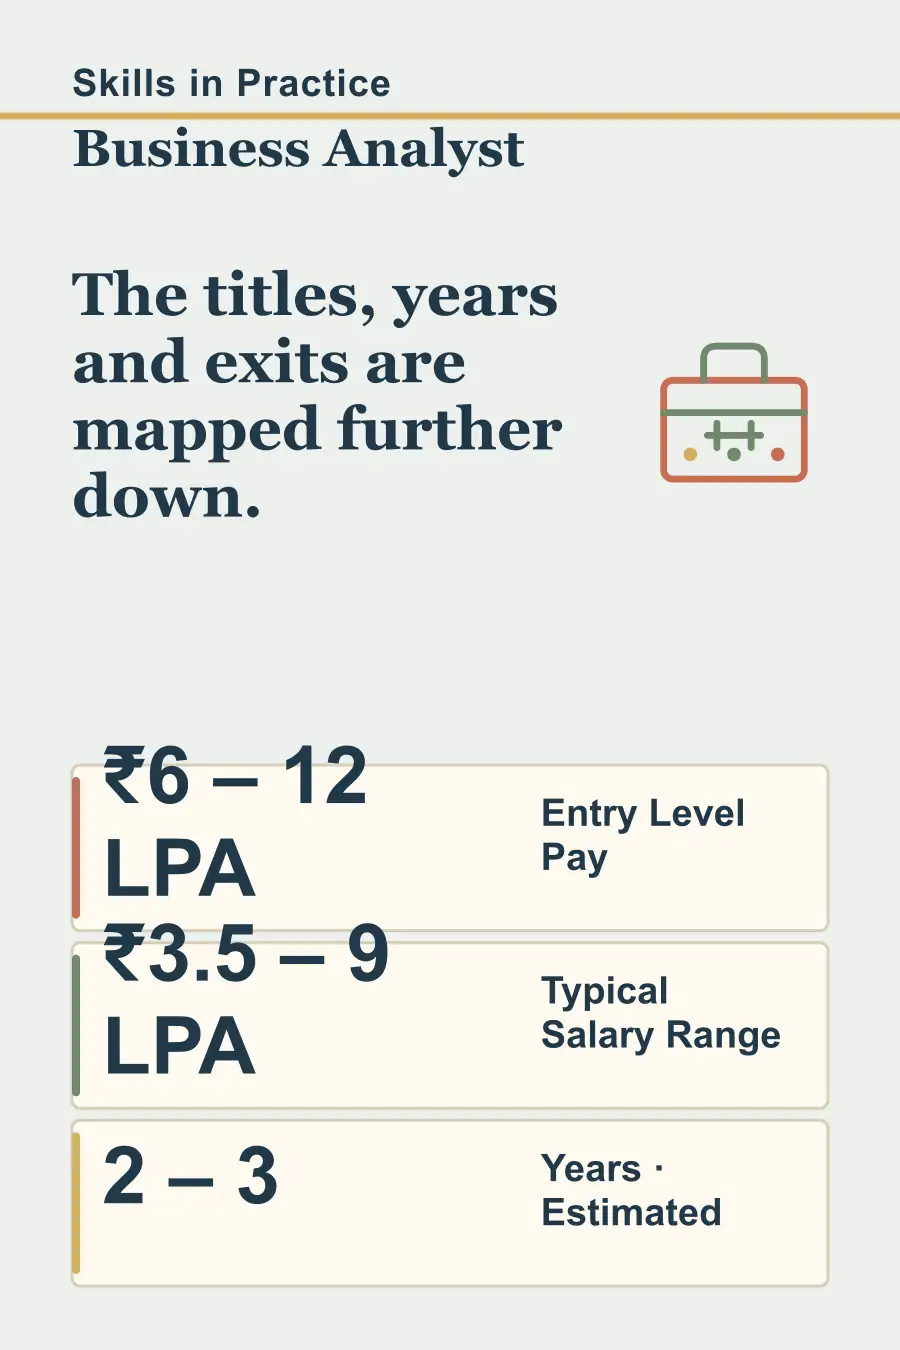 Skills in Practice
Business Analyst
The titles, years
and exits are
mapped further
down.
₹6 – 12
LPA
Entry Level
Pay
₹3.5 – 9
LPA
Typical
Salary Range
2 – 3
Years ·
Estimated